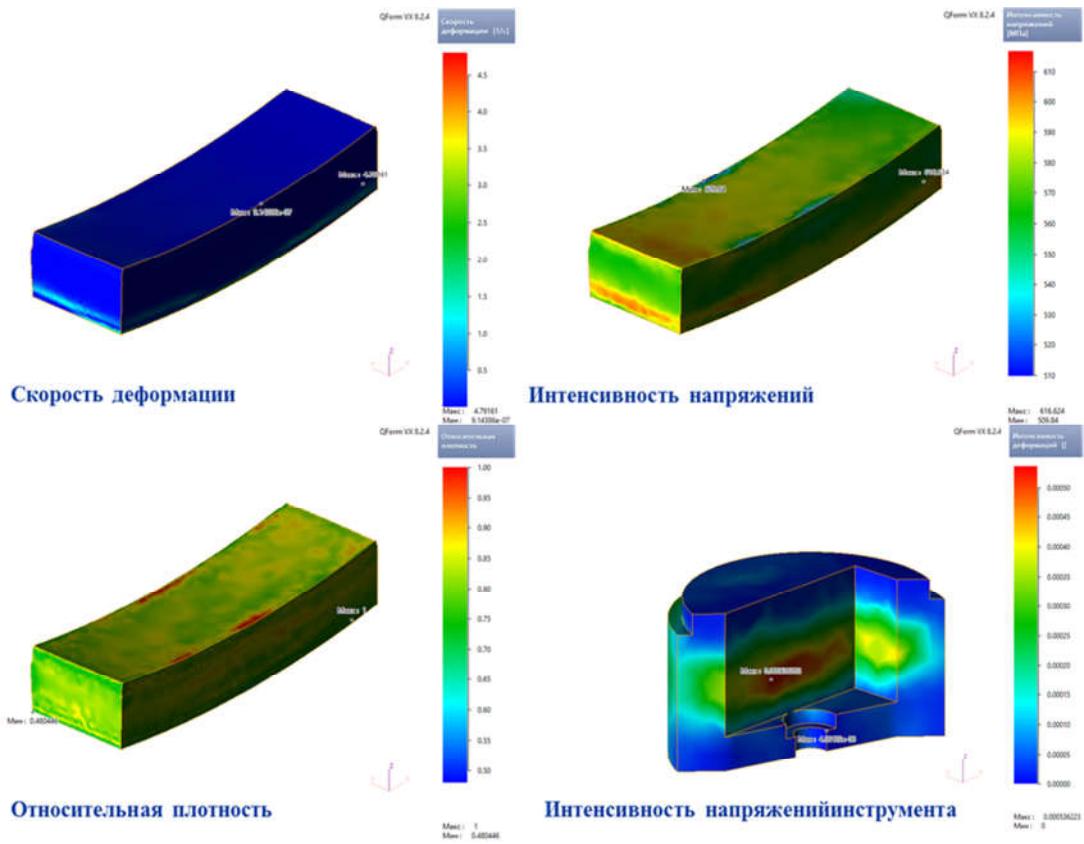 QForm VX 8.2.4
Скорость
деформации [1/с]
4.5
4.0
3.5
3.0
2.5
2.0
1.5
1.0
0.5
Макс: 4.79161
Мин: 9.14386e-07
Скорость деформации
QForm VX 8.2.4
Интенсивность
напряжений
[МПа]
610
600
590
580
570
560
550
540
530
520
510
Макс: 616.624
Мин: 509.84
Интенсивность напряжений
QForm VX 8.2.4
Относительная
плотность
1.00
0.95
0.90
0.85
0.80
0.75
0.70
0.65
0.60
0.55
0.50
Макс: 1
Мин: 0.480446
Макс: 1
Мин: 0.480446
Относительная плотность
QForm VX 8.2.4
Интенсивность
деформаций []
0.00050
0.00045
0.00040
0.00035
0.00030
0.00025
0.00020
0.00015
0.00010
0.00005
0.00000
Макс: 0.000536223
Мин: 0
Интенсивность напряженийинструмента